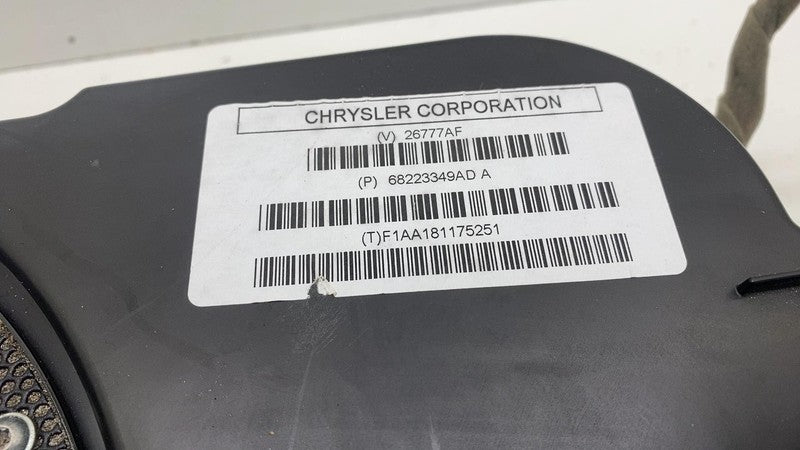 CHRYSLER CORPORATION
(V) 26777AF
(P) 68223349AD A
(T)F1AA181175251